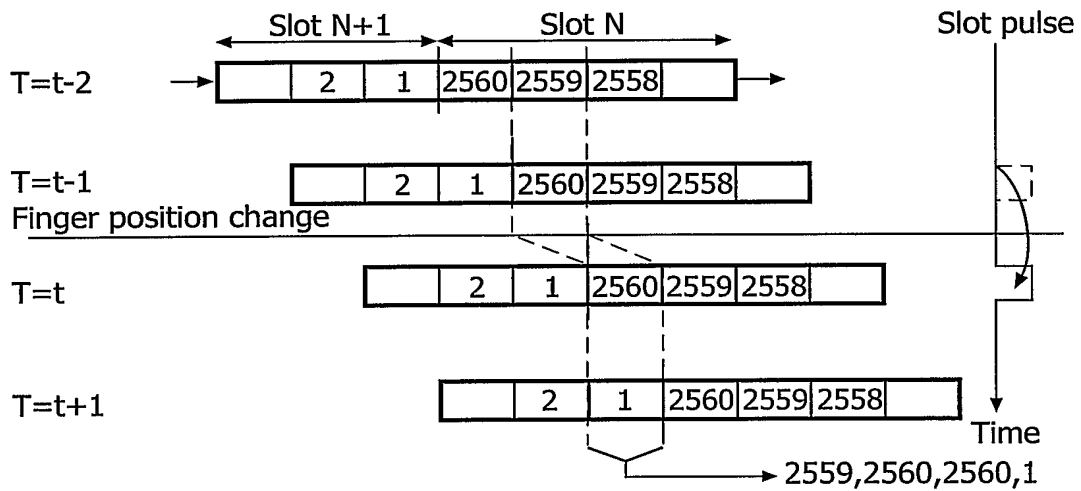 Slot N+1 Slot N Slot pulse
T=t-2 2 1 2560 2559 2558
T=t-1 2 1 2560 2559 2558
Finger position change
T=t 2 1 2560 2559 2558
T=t+1 2 1 2560 2559 2558
Time
2559,2560,2560,1